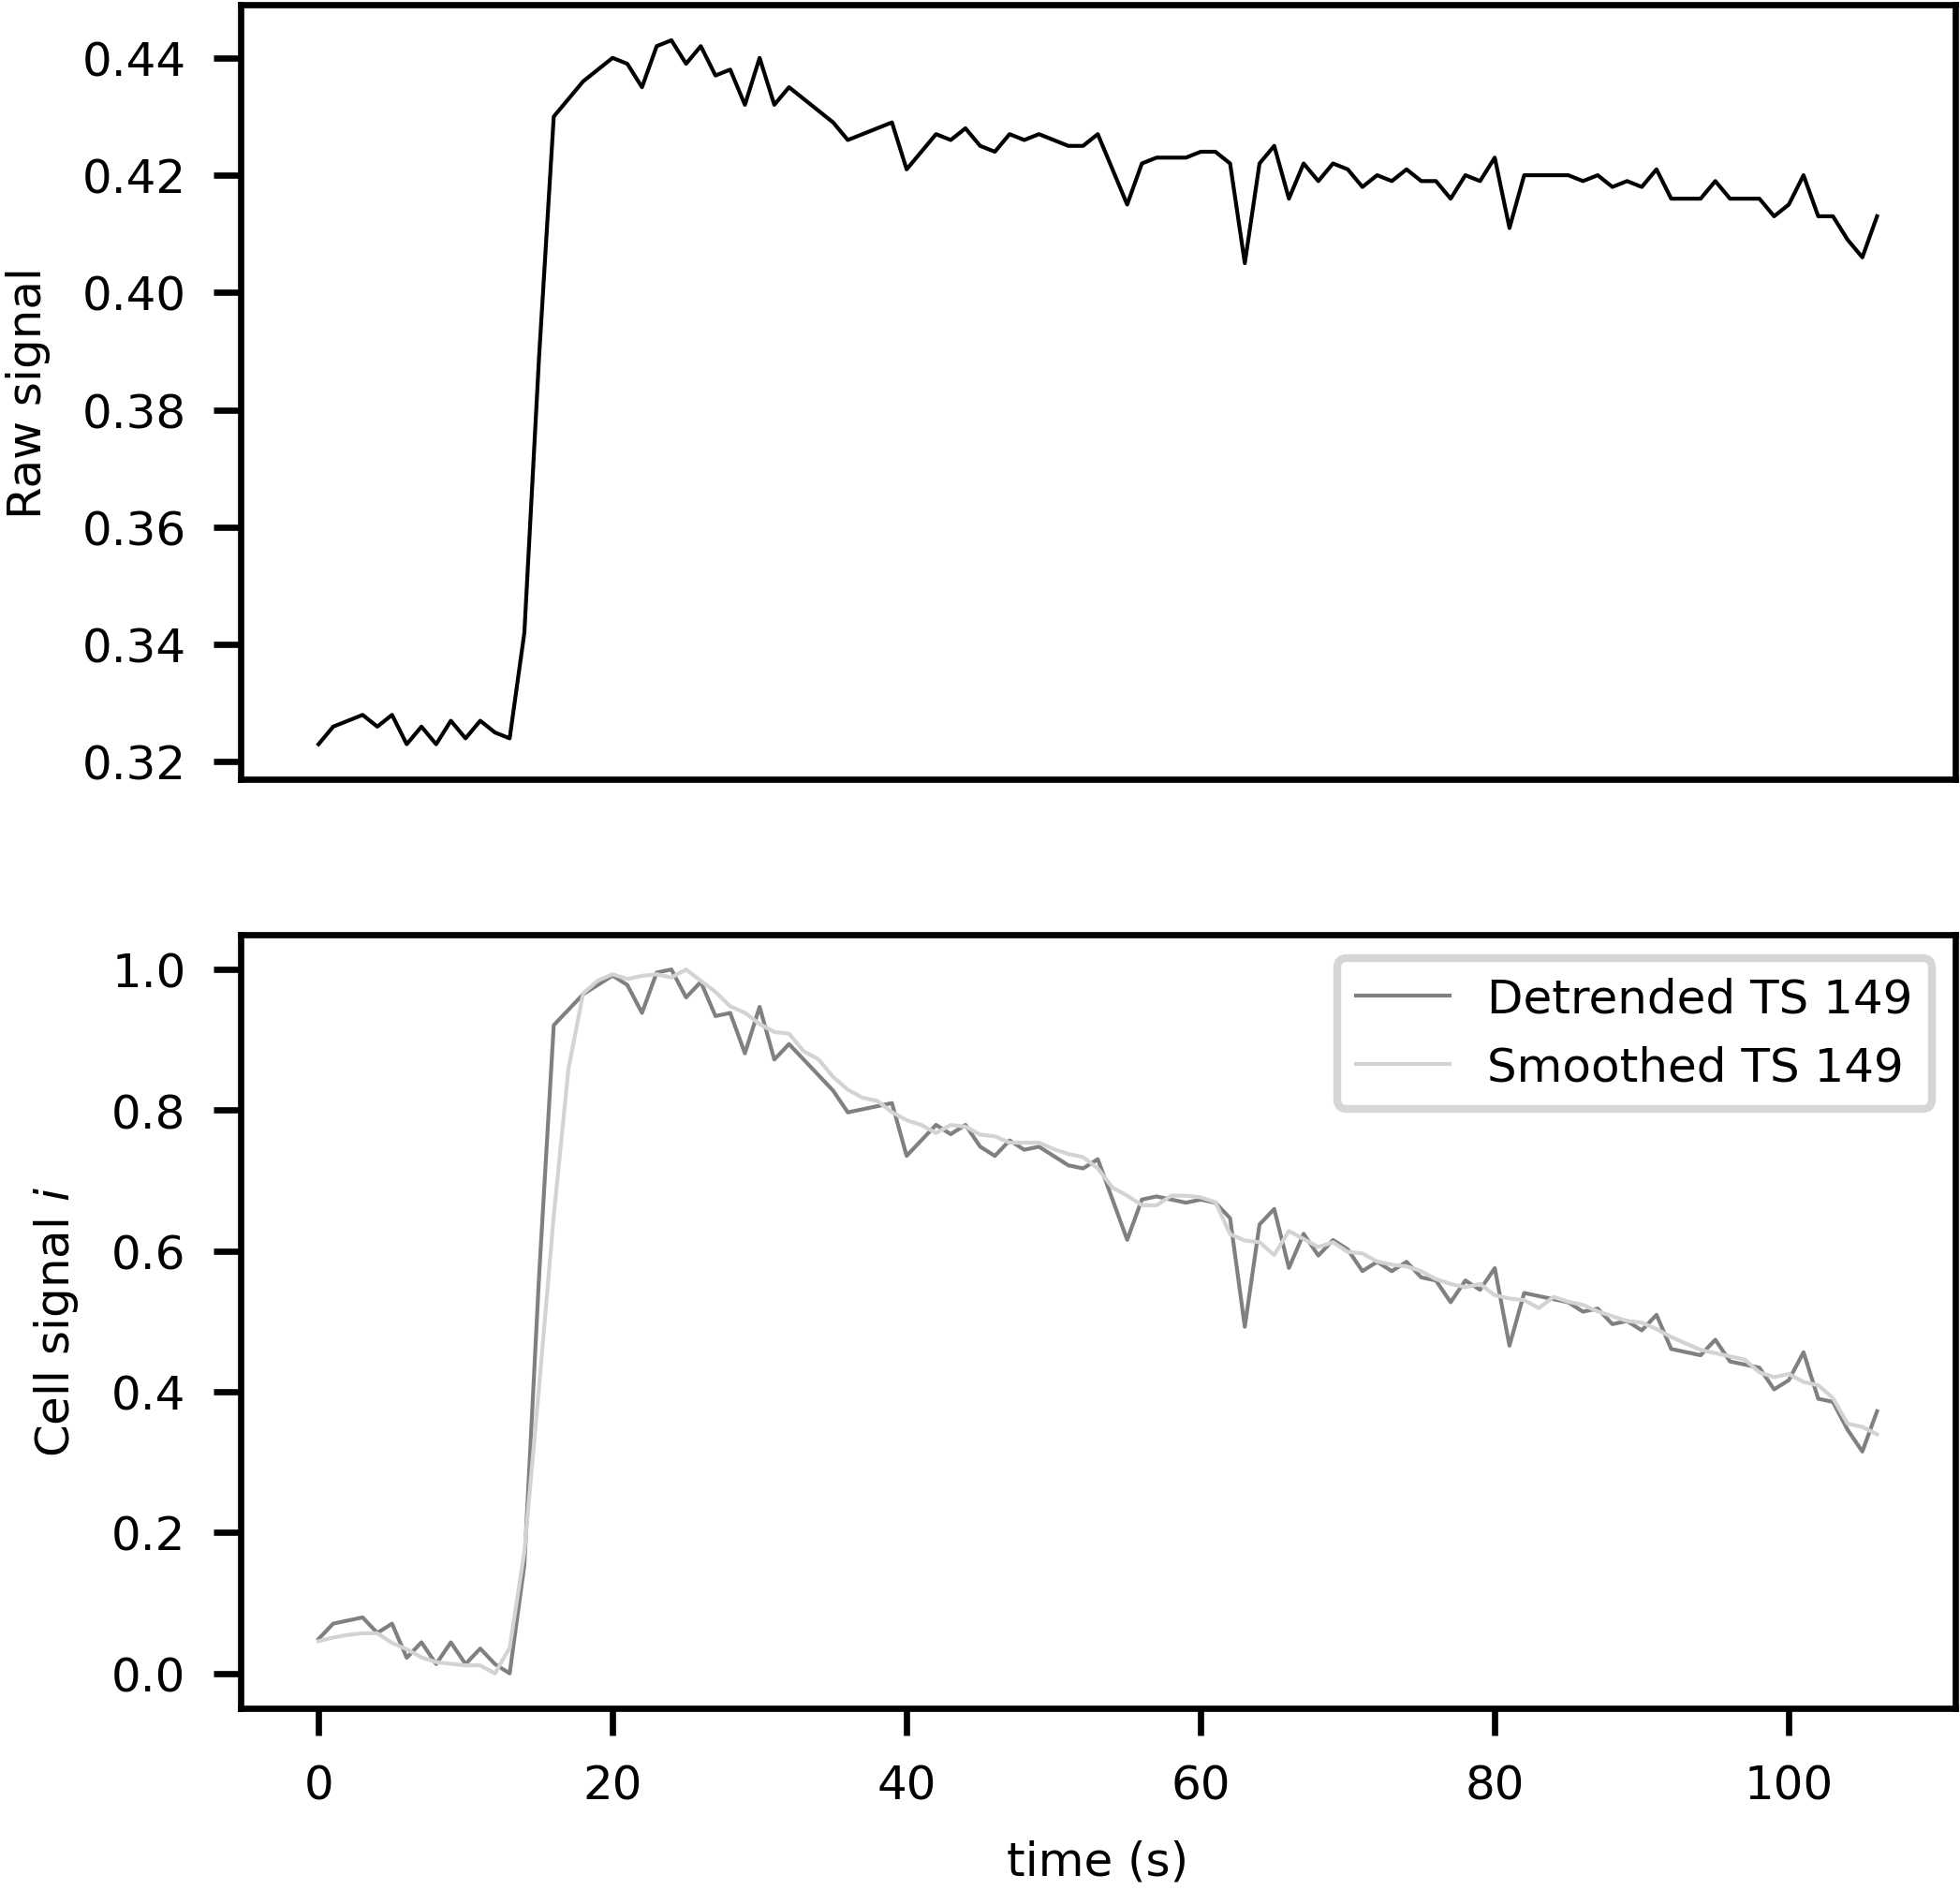 Raw signal
0.44
0.42
0.40
0.38
0.36
0.34
0.32
Cell signal i
1.0
0.8
0.6
0.4
0.2
0.0
Detrended TS 149
Smoothed TS 149
0 20 40 60 80 100
time (s)